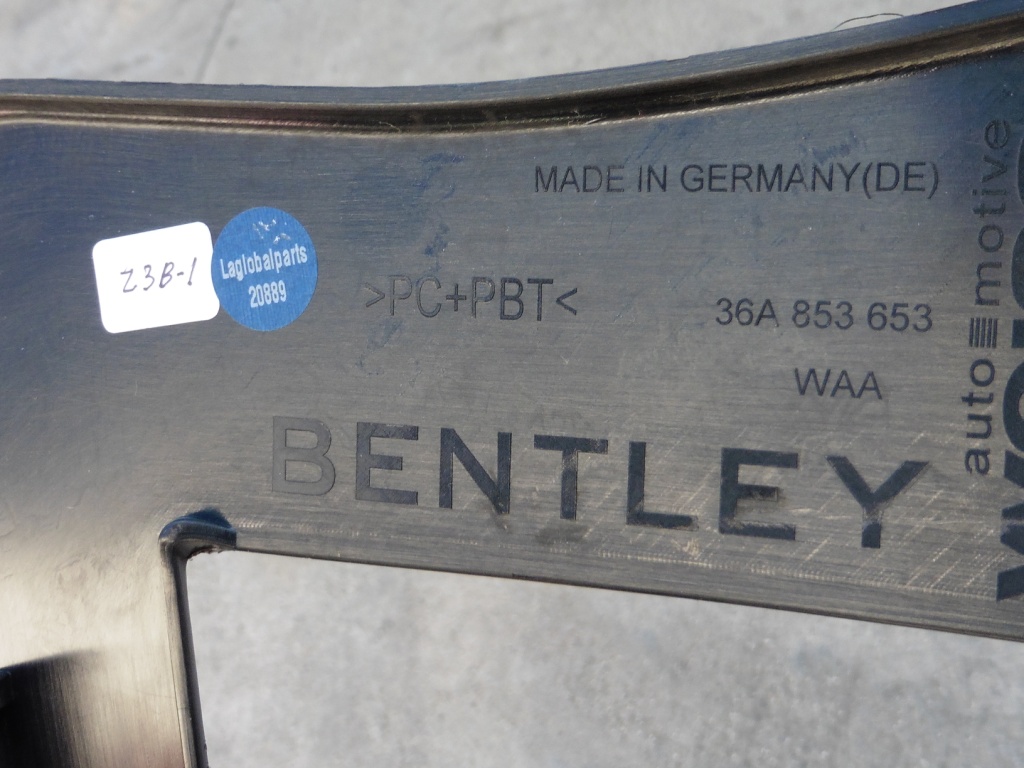 MADE IN GERMANY(DE)
Z3B-1
Laglobalparts
20889
>PC+PBT<
36A 853 653
WAA
BENTLEY
auto motive